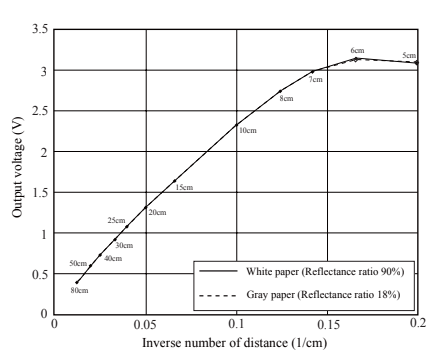 3.5
3
2.5
2
1.5
1
0.5
0
Output voltage (V)
6cm
5cm
7cm
8cm
10cm
15cm
20cm
25cm
30cm
40cm
50cm
80cm
White paper (Reflectance ratio 90%)
Gray paper (Reflectance ratio 18%)
0 0.05 0.1 0.15 0.2
Inverse number of distance (1/cm)